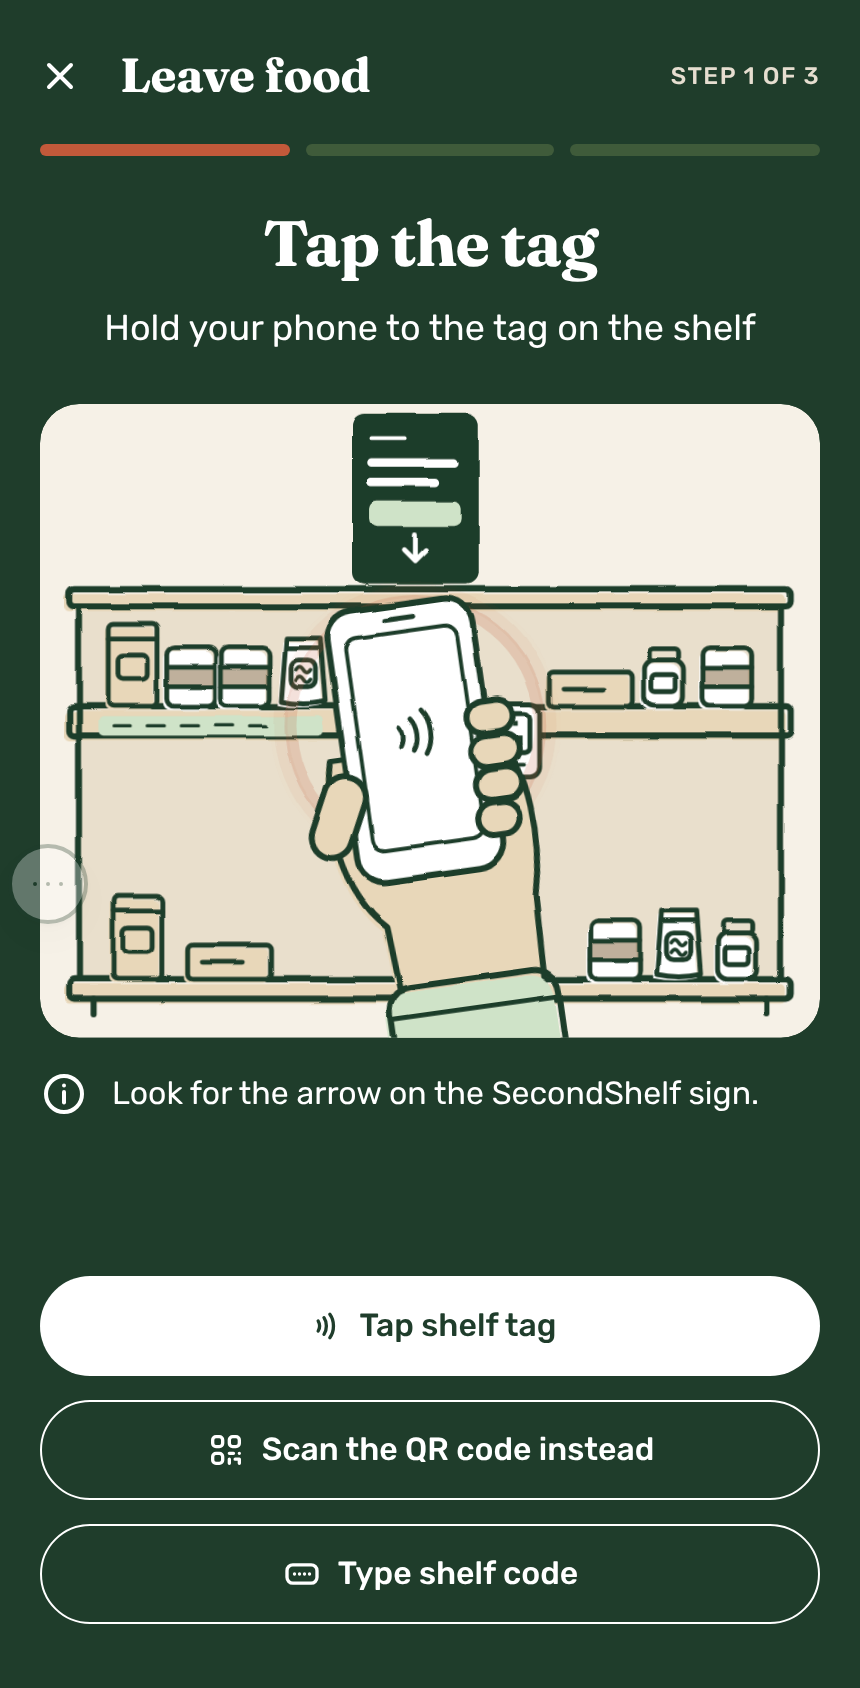 Leave food
STEP 1 OF 3
Tap the tag
Hold your phone to the tag on the shelf
Look for the arrow on the SecondShelf sign.
Tap shelf tag
Scan the QR code instead
Type shelf code